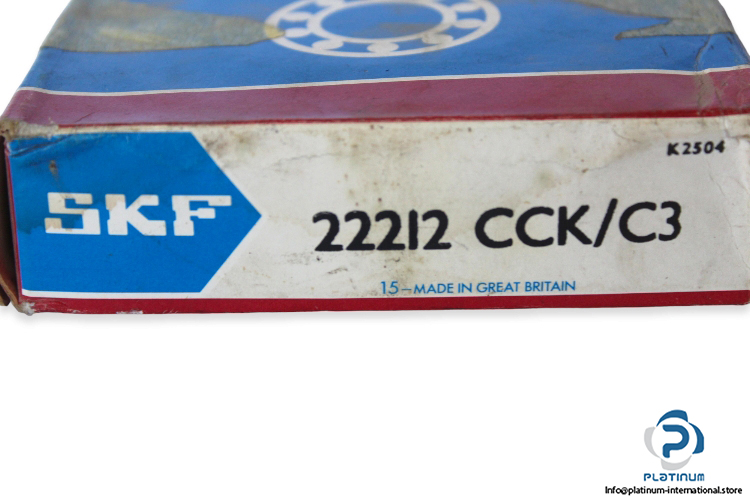 K2504
SKF
22212 CCK/C3
15–MADE IN GREAT BRITAIN
PLATINUM
Info@platinum-international.store